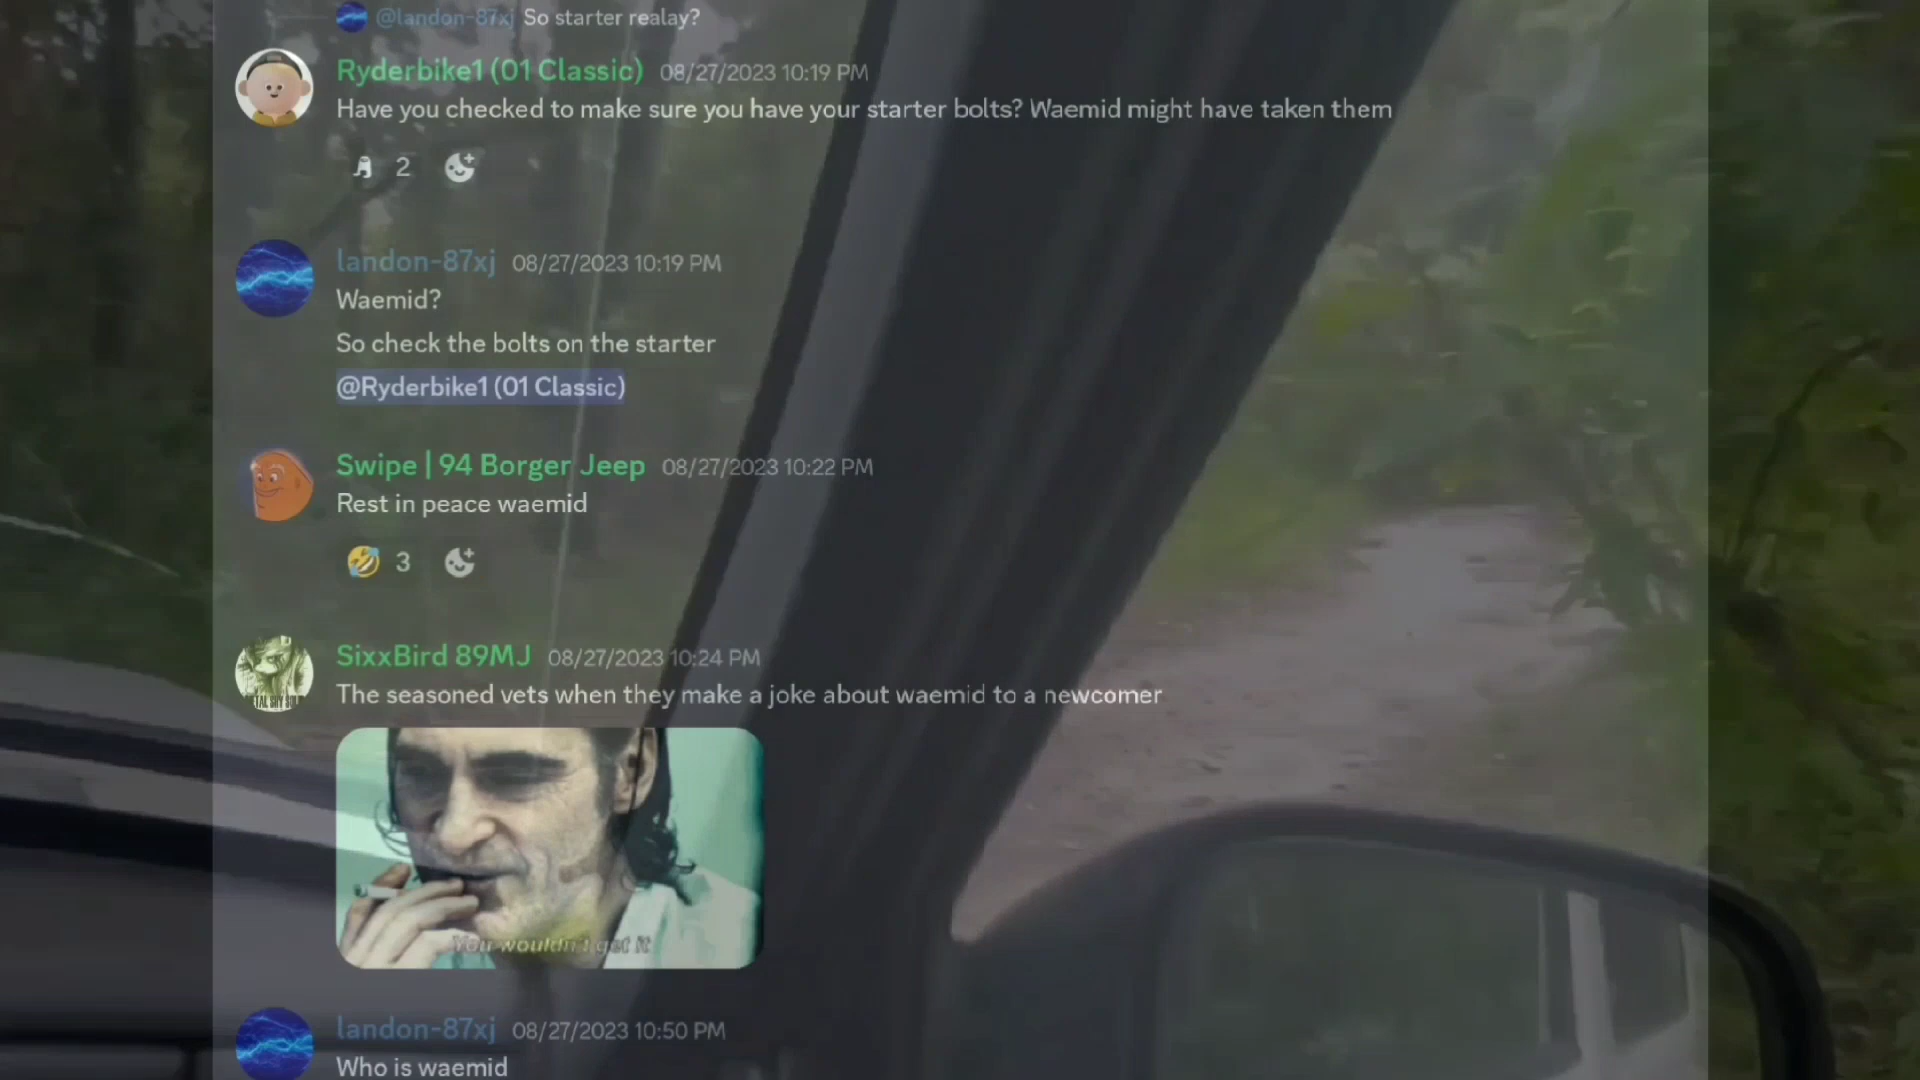 @landon-87xj So starter realay?
Ryderbike1 (01 Classic) 08/27/2023 10:19 PM
Have you checked to make sure you have your starter bolts? Waemid might have taken them
2
landon-87xj 08/27/2023 10:19 PM
Waemid?
So check the bolts on the starter
@Ryderbike1 (01 Classic)
Swipe | 94 Borger Jeep 08/27/2023 10:22 PM
Rest in peace waemid
3
SixxBird 89MJ 08/27/2023 10:24 PM
The seasoned vets when they make a joke about waemid to a newcomer
You wouldn't get it
landon-87xj 08/27/2023 10:50 PM
Who is waemid